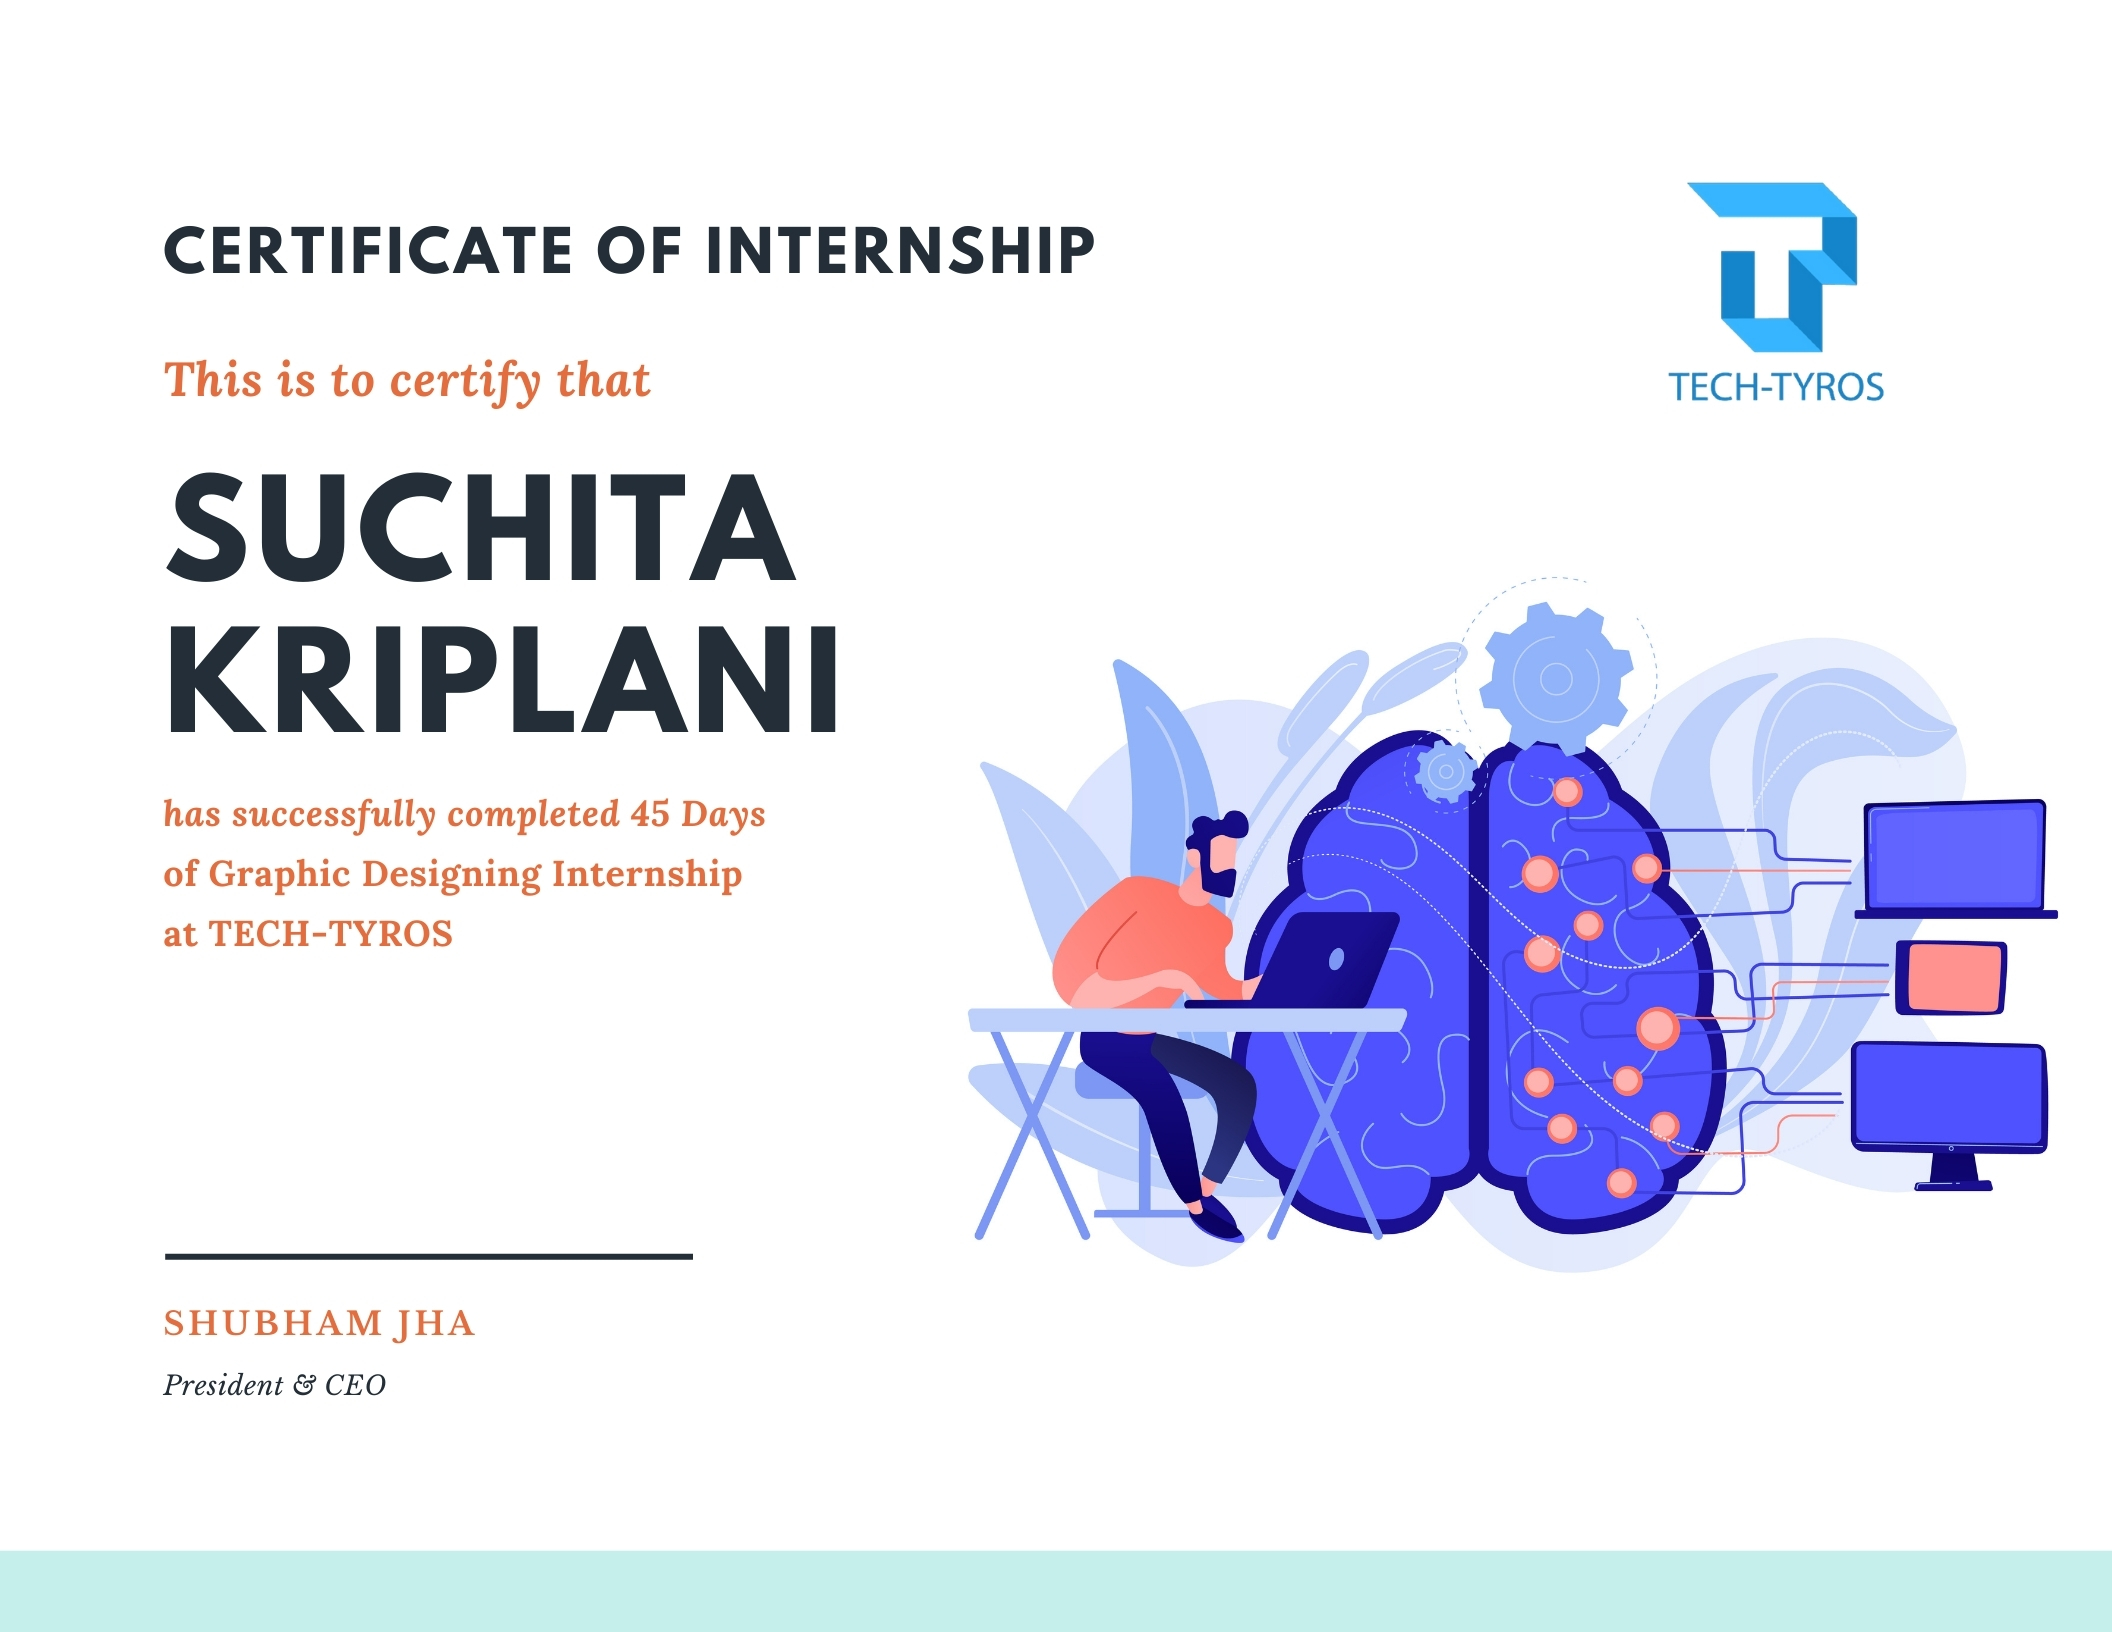 CERTIFICATE OF INTERNSHIP
TECH-TYROS
This is to certify that
SUCHITA
KRIPLANI
has successfully completed 45 Days
of Graphic Designing Internship
at TECH-TYROS
SHUBHAM JHA
President & CEO